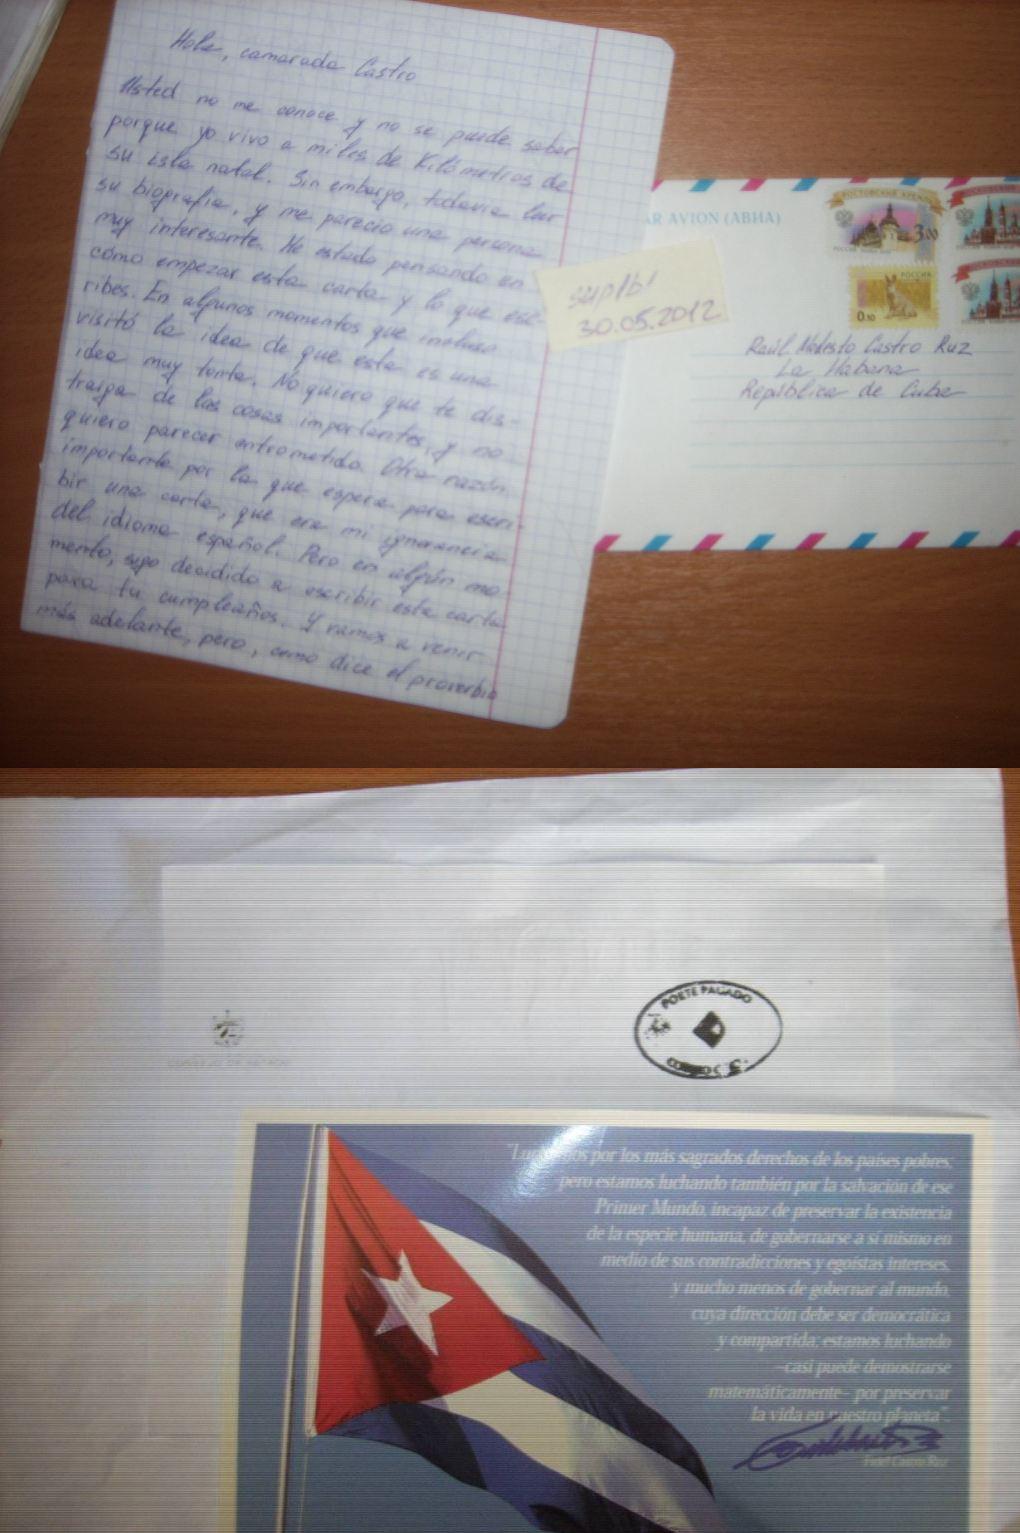 Hola, camarada Castro
Usted no me conoce y no se puede saber
porque yo vivo a miles de kilómetros de
su isla natal. Sin embargo, todavía leer
su biografía, y me pareció una persona
muy interesante. He estado pensando en
cómo empezar esta carta y lo que esc-
ribes. En algunos momentos que incluso
visitó la idea de que esta es una
idea muy tonta. No quiero que te dis-
traiga de las cosas importantes, y no
quiero parecer entrometido. Otra razón
importante por la que espera para escri-
bir una carta, que era mi ignorancia
del idioma español. Pero en algún mo-
mento, sigo decidido a escribir esta carta
para tu cumpleaños. Y vamos a venir
más adelante, pero, como dice el proverbio
AR AVION (АВИА)
РОСТОВСКИЙ КРЕМЛЬ
3.00
РОССИЯ
0.10
30.05.2012
Raúl Modesto Castro Ruz
La Habana
República de Cuba
PORTE PAGADO
por los más sagrados derechos de los países pobres;
pero estamos luchando también por la salvación de ese
Primer Mundo, incapaz de preservar la existencia
de la especie humana, de gobernarse a sí mismo en
medio de sus contradicciones y egoístas intereses,
y mucho menos de gobernar al mundo,
cuya dirección debe ser democrática
y compartida; estamos luchando
–casi puede demostrarse
matemáticamente– por preservar
la vida en nuestro planeta".
Fidel Castro Ruz